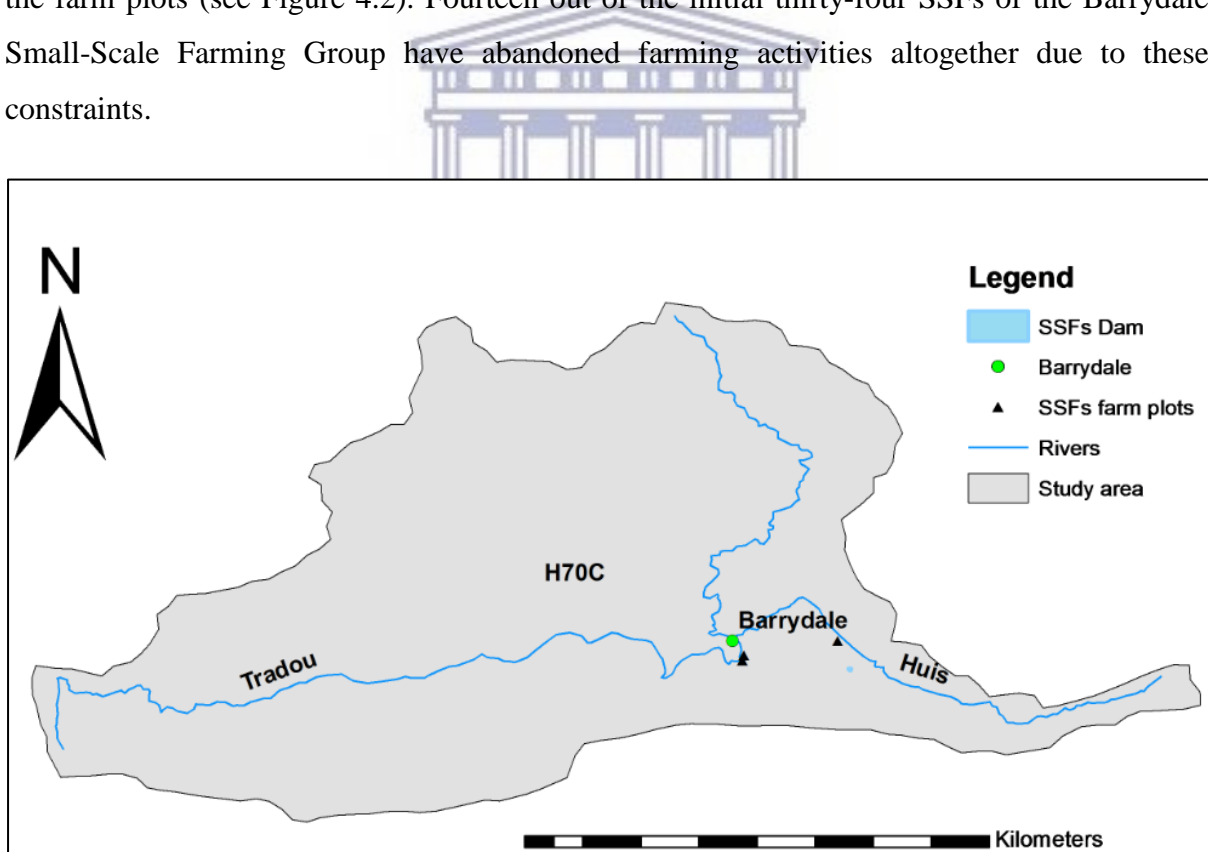 the farm plots (see Figure 4.2). Fourteen out of the initial thirty-four SSFs of the Barrydale
Small-Scale Farming Group have abandoned farming activities altogether due to these
constraints.
N
Legend
SSFs Dam
Barrydale
SSFs farm plots
Rivers
Study area
H70C
Barrydale
Tradou
Huis
Kilometers